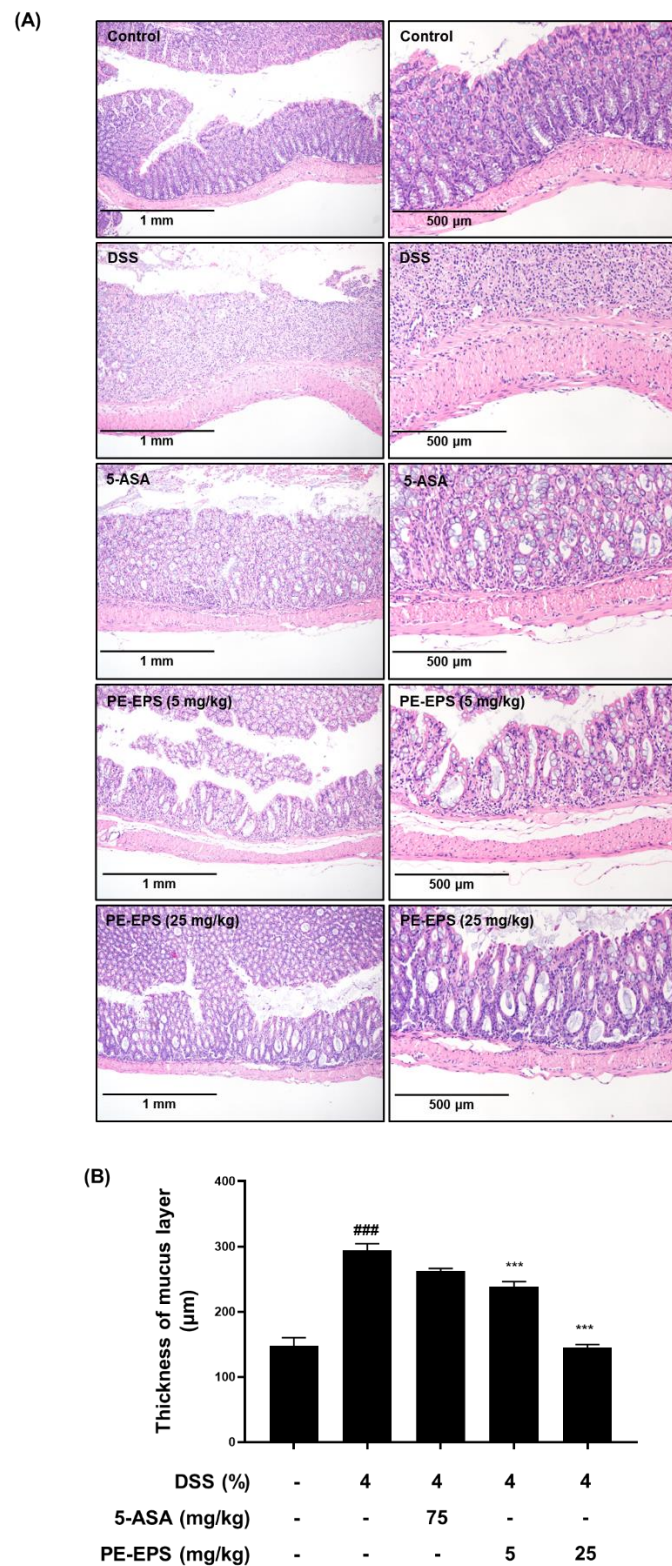 (A)
Control Control
1 mm 500 µm
DSS DSS
1 mm 500 µm
5-ASA 5-ASA
1 mm 500 µm
PE-EPS (5 mg/kg) PE-EPS (5 mg/kg)
1 mm 500 µm
PE-EPS (25 mg/kg) PE-EPS (25 mg/kg)
1 mm 500 µm
(B)
Thickness of mucus layer
(µm)
400
300
200
100
0
###
***
***
DSS (%) - 4 4 4 4
5-ASA (mg/kg) - - 75 - -
PE-EPS (mg/kg) - - - 5 25